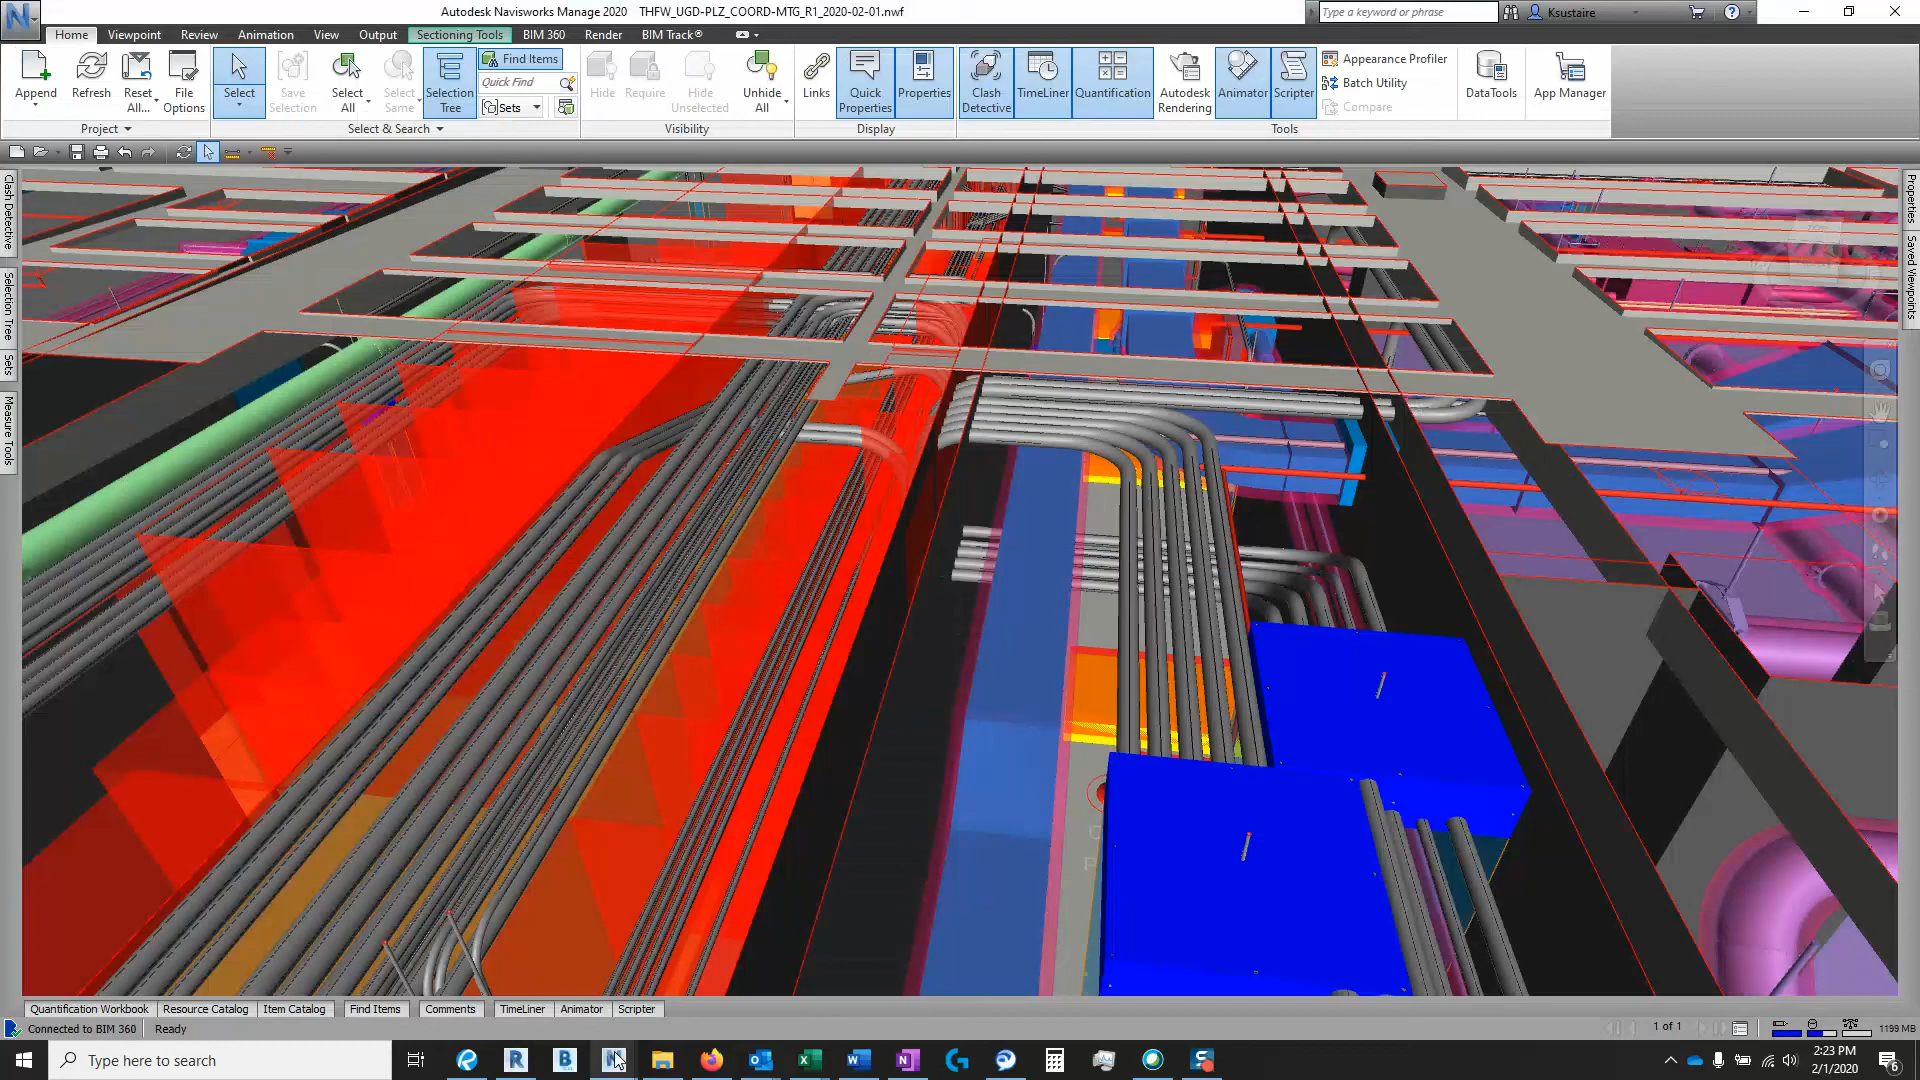 Autodesk Navisworks Manage 2020 THFW_UGD-PLZ_COORD-MTG_R1_2020-02-01.nwf
Type a keyword or phrase
Ksustaire
Home Viewpoint Review Animation View Output Sectioning Tools BIM 360 Render BIM Track®
Append
Refresh
Reset All...
File Options
Project
Select
Save Selection
Select All
Select Same
Selection Tree
Find Items
Quick Find
Sets
Select & Search
Hide
Require
Hide Unselected
Unhide All
Visibility
Links
Quick Properties
Properties
Display
Clash Detective
TimeLiner
Quantification
Autodesk Rendering
Animator
Scripter
Appearance Profiler
Batch Utility
Compare
DataTools
App Manager
Tools
Clash Detective
Selection Tree
Sets
Measure Tools
Properties
Saved Viewpoints
Quantification Workbook Resource Catalog Item Catalog Find Items Comments TimeLiner Animator Scripter
Connected to BIM 360 Ready
1 of 1
1199 MB
Type here to search
2:23 PM
2/1/2020
6